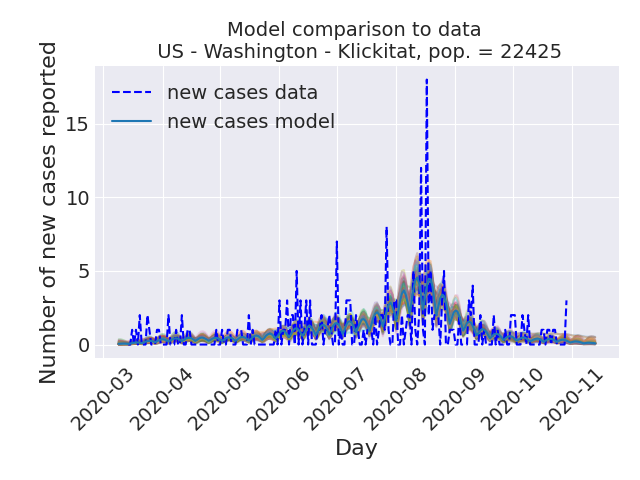 Model comparison to data
US - Washington - Klickitat, pop. = 22425
Number of new cases reported
new cases data
new cases model
15
10
5
0
2020-03
2020-04
2020-05
2020-06
2020-07
2020-08
2020-09
2020-10
2020-11
Day